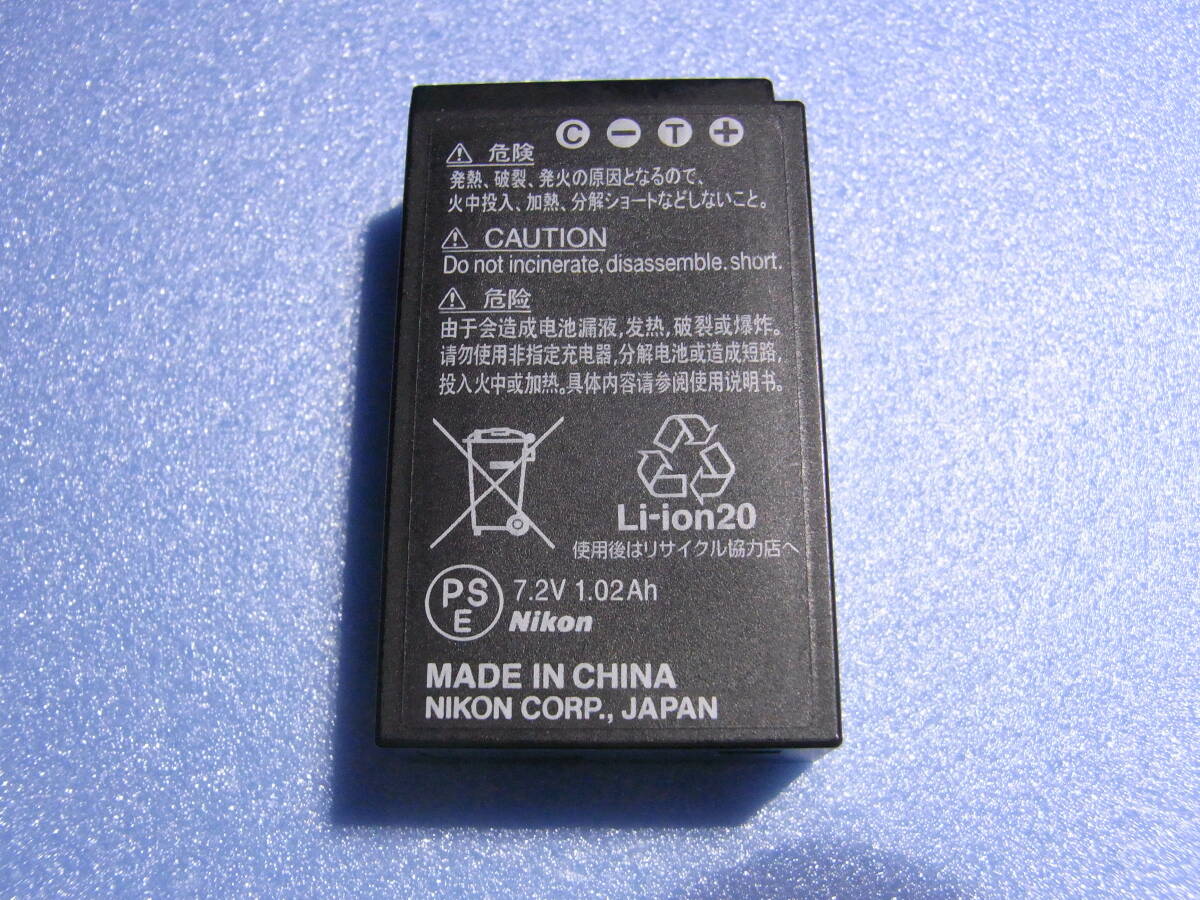 C − T +
⚠ 危険
発熱、破裂、発火の原因となるので、
火中投入、加熱、分解ショートなどしないこと。
⚠ CAUTION
Do not incinerate, disassemble. short.
⚠ 危险
由于会造成电池漏液,发热,破裂或爆炸。
请勿使用非指定充电器,分解电池或造成短路,
投入火中或加热。具体内容请参阅使用说明书。
Li-ion20
使用後はリサイクル協力店へ
PS
E
7.2V 1.02Ah
Nikon
MADE IN CHINA
NIKON CORP., JAPAN